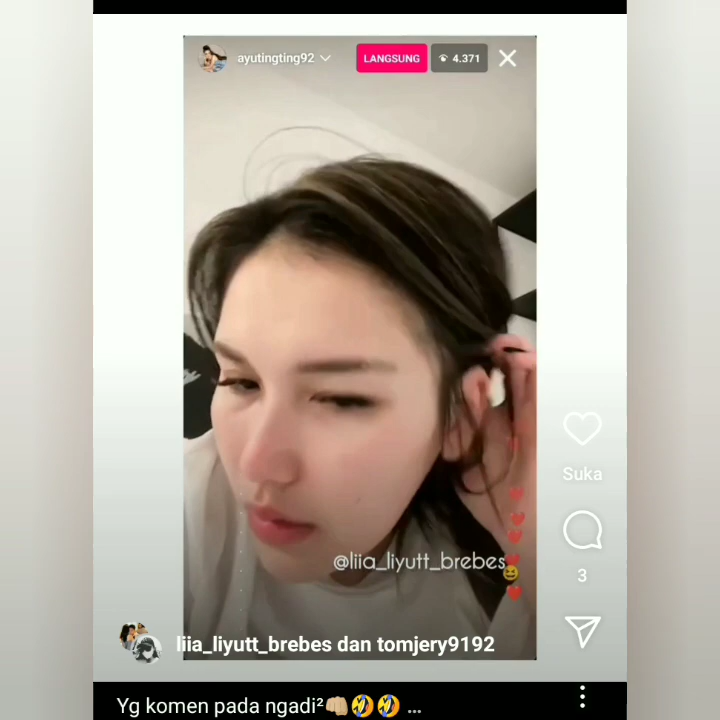 ayutingting92
LANGSUNG
4.371
@liia_liyutt_brebes
Suka
3
liia_liyutt_brebes dan tomjery9192
Yg komen pada ngadi²👊🏼🤣🤣 ...